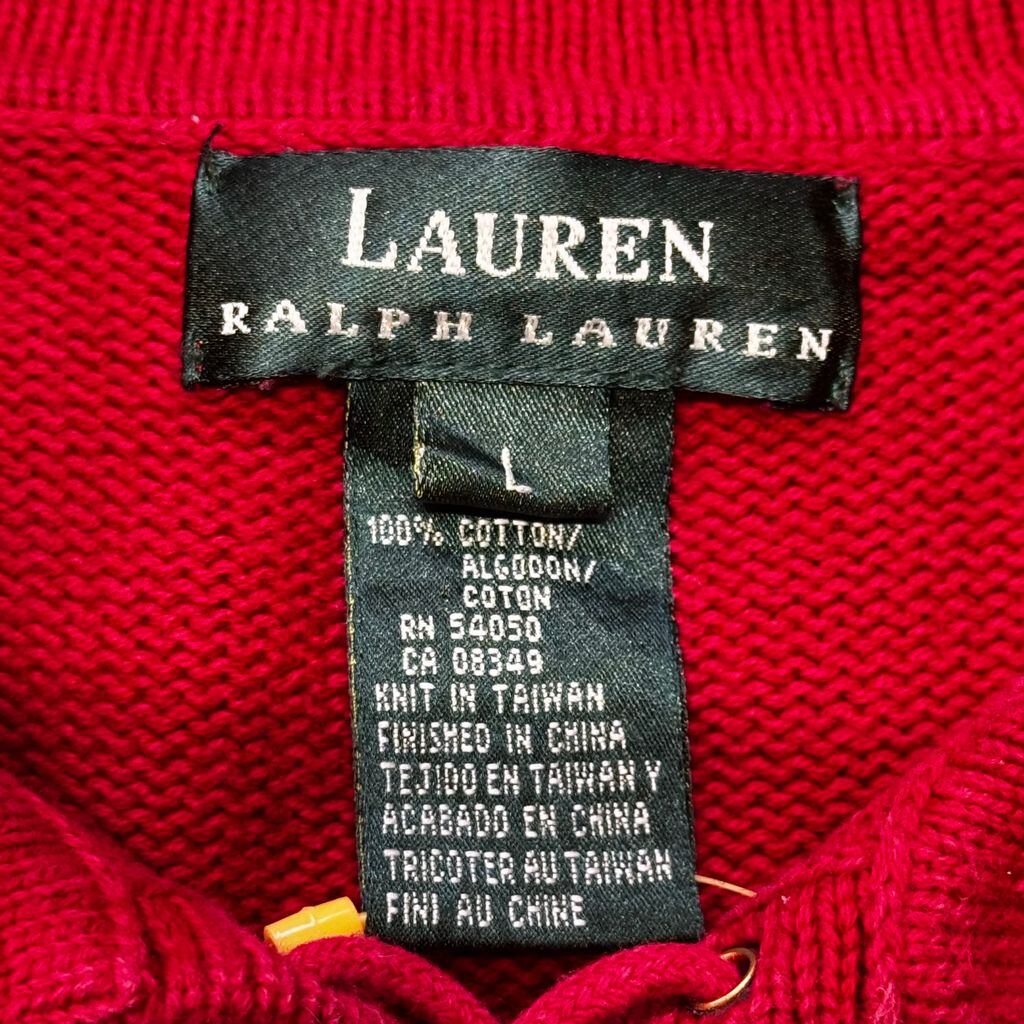 LAUREN
RALPH LAUREN
L
100% COTTON/
ALGODON/
COTON
RN 54050
CA 08349
KNIT IN TAIWAN
FINISHED IN CHINA
TEJIDO EN TAIWAN Y
ACABADO EN CHINA
TRICOTER AU TAIWAN
FINI AU CHINE